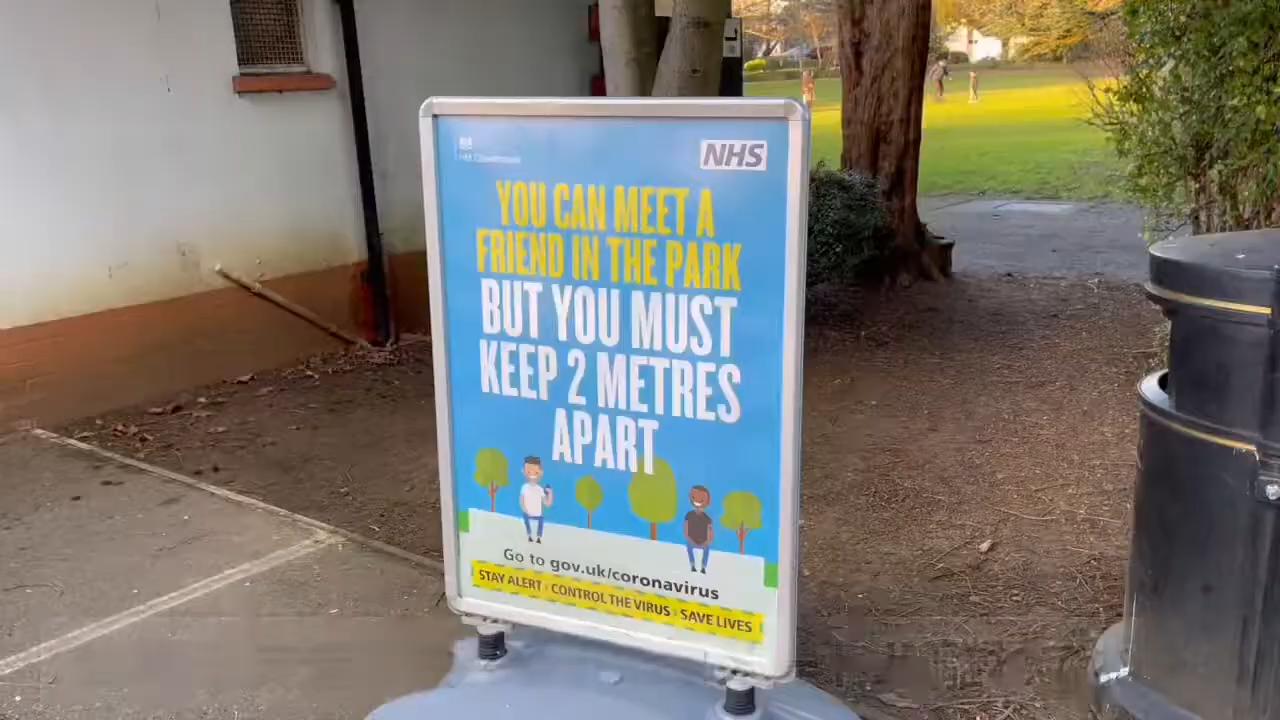 NHS
YOU CAN MEET A
FRIEND IN THE PARK
BUT YOU MUST
KEEP 2 METRES
APART
Go to gov.uk/coronavirus
STAY ALERT › CONTROL THE VIRUS › SAVE LIVES